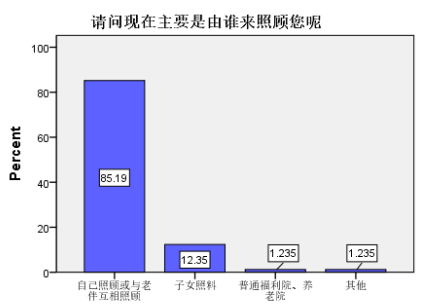 请问现在主要是由谁来照顾您呢
100
80
60
40
20
0
Percent
85.19
12.35
1.235
1.235
自己照顾或与老
伴互相照顾
子女照料
普通福利院、养
老院
其他